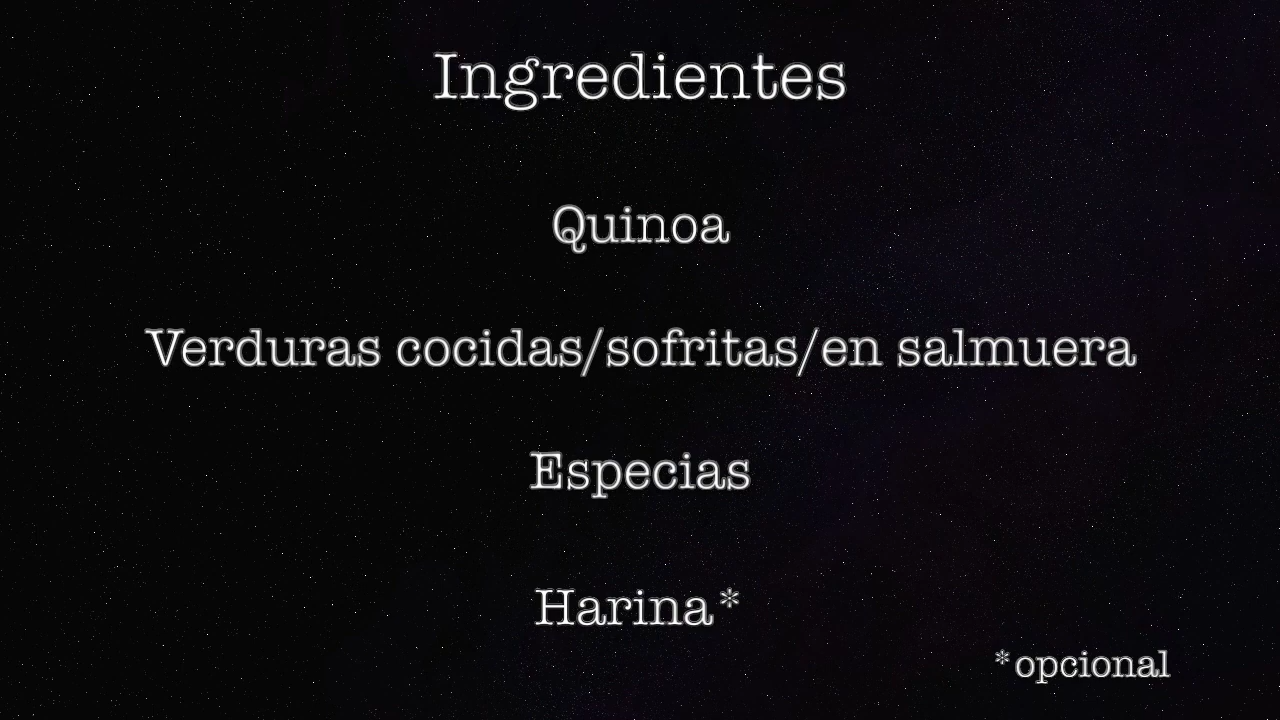 Ingredientes
Quinoa
Verduras cocidas/sofritas/en salmuera
Especias
Harina*
*opcional